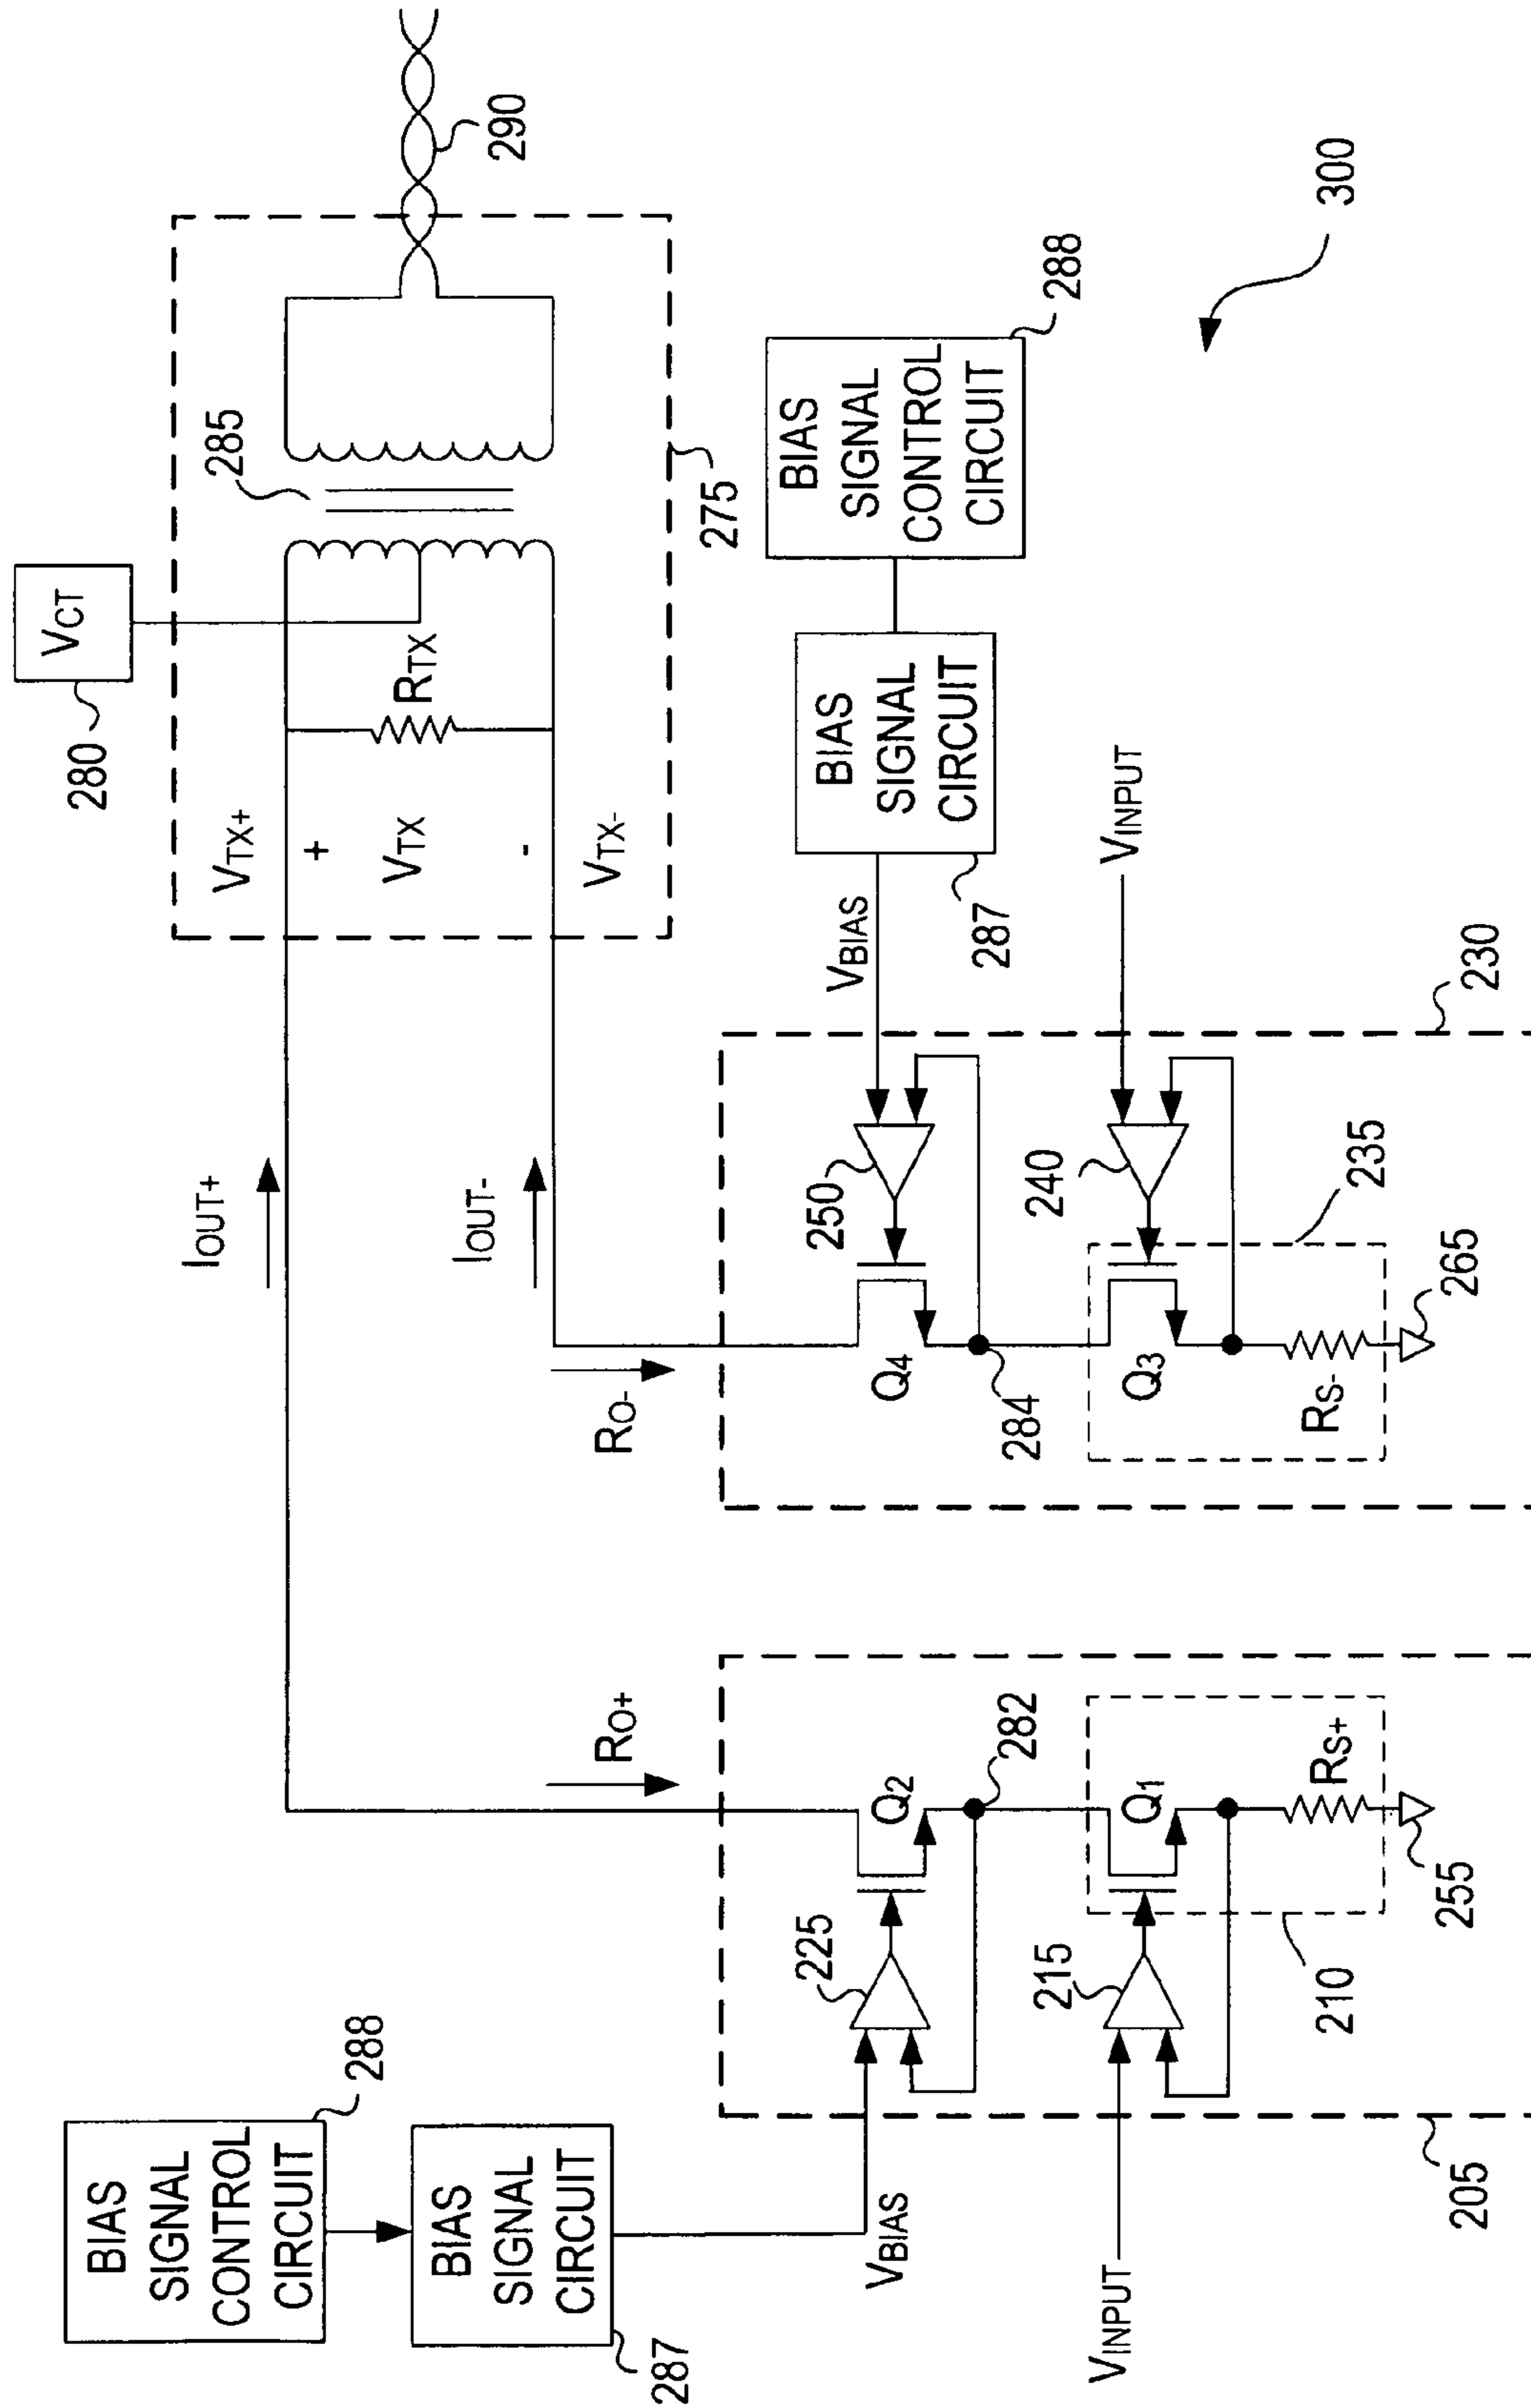 BIAS
SIGNAL
CONTROL
CIRCUIT
288
BIAS
SIGNAL
CIRCUIT
287
VBIAS
VINPUT
205
225
215
210
Q2
282
Q1
RS+
255
RO+
IOUT+
IOUT-
RO-
Q4
284
Q3
RS-
250
240
235
265
230
VBIAS
VINPUT
287
BIAS
SIGNAL
CIRCUIT
BIAS
SIGNAL
CONTROL
CIRCUIT
288
VTX+
+
VTX
-
VTX-
RTX
280
VCT
285
275
290
300